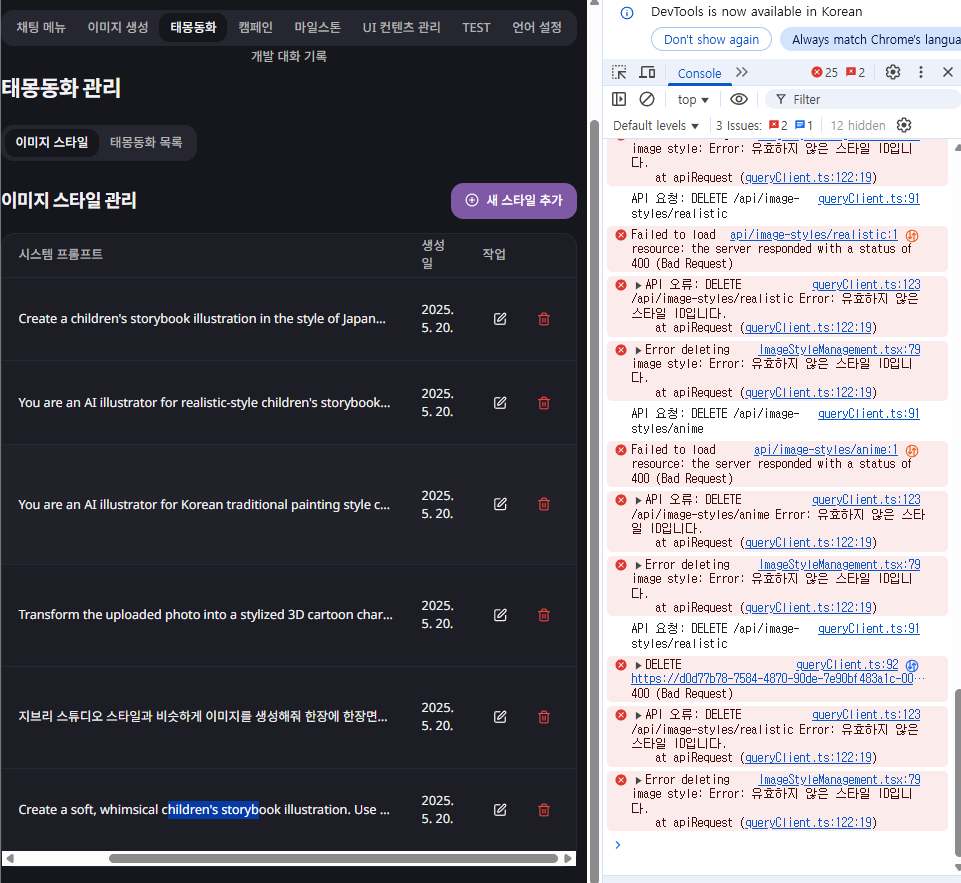 채팅 메뉴 이미지 생성 태몽동화 캠페인 마일스톤 UI 컨텐츠 관리 TEST 언어 설정
개발 대화 기록
태몽동화 관리
이미지 스타일 태몽동화 목록
이미지 스타일 관리
새 스타일 추가
시스템 프롬프트 생성일 작업
Create a children's storybook illustration in the style of Japan... 2025. 5. 20.
You are an AI illustrator for realistic-style children's storybook... 2025. 5. 20.
You are an AI illustrator for Korean traditional painting style c... 2025. 5. 20.
Transform the uploaded photo into a stylized 3D cartoon char... 2025. 5. 20.
지브리 스튜디오 스타일과 비슷하게 이미지를 생성해줘 한장에 한장면... 2025. 5. 20.
Create a soft, whimsical children's storybook illustration. Use ... 2025. 5. 20.
DevTools is now available in Korean
Don't show again Always match Chrome's langua
Console 25 2
top Filter
Default levels 3 Issues: 2 1 12 hidden
image style: Error: 유효하지 않은 스타일 ID입니
다.
at apiRequest (queryClient.ts:122:19)
API 요청: DELETE /api/image- queryClient.ts:91
styles/realistic
Failed to load api/image-styles/realistic:1
resource: the server responded with a status of
400 (Bad Request)
API 오류: DELETE queryClient.ts:123
/api/image-styles/realistic Error: 유효하지 않은
스타일 ID입니다.
at apiRequest (queryClient.ts:122:19)
Error deleting ImageStyleManagement.tsx:79
image style: Error: 유효하지 않은 스타일 ID입니
다.
at apiRequest (queryClient.ts:122:19)
API 요청: DELETE /api/image- queryClient.ts:91
styles/anime
Failed to load api/image-styles/anime:1
resource: the server responded with a status of
400 (Bad Request)
API 오류: DELETE queryClient.ts:123
/api/image-styles/anime Error: 유효하지 않은 스타
일 ID입니다.
at apiRequest (queryClient.ts:122:19)
Error deleting ImageStyleManagement.tsx:79
image style: Error: 유효하지 않은 스타일 ID입니
다.
at apiRequest (queryClient.ts:122:19)
API 요청: DELETE /api/image- queryClient.ts:91
styles/realistic
DELETE queryClient.ts:92
https://d0d77b78-7584-4870-90de-7e90bf483a1c-00…
400 (Bad Request)
API 오류: DELETE queryClient.ts:123
/api/image-styles/realistic Error: 유효하지 않은
스타일 ID입니다.
at apiRequest (queryClient.ts:122:19)
Error deleting ImageStyleManagement.tsx:79
image style: Error: 유효하지 않은 스타일 ID입니
다.
at apiRequest (queryClient.ts:122:19)